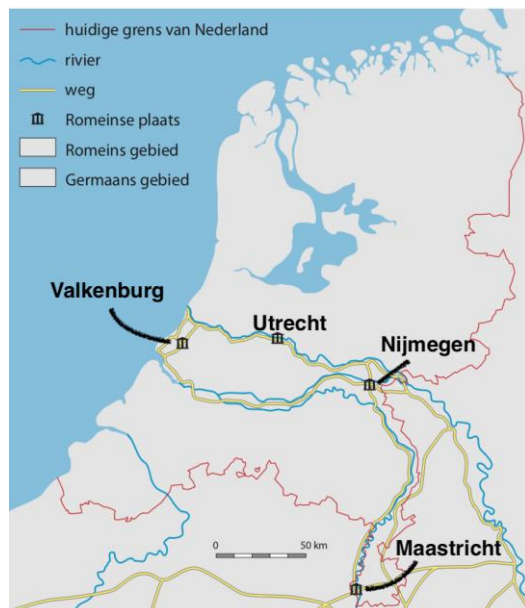 huidige grens van Nederland
rivier
weg
Romeinse plaats
Romeins gebied
Germaans gebied
Valkenburg
Utrecht
Nijmegen
0 50 km
Maastricht